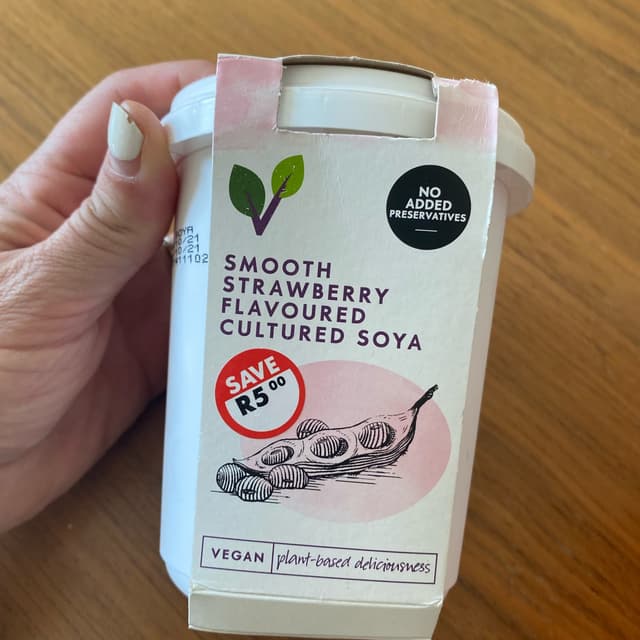 NO
ADDED
PRESERVATIVES
SMOOTH
STRAWBERRY
FLAVOURED
CULTURED SOYA
SAVE
R5 00
VEGAN plant-based deliciousness